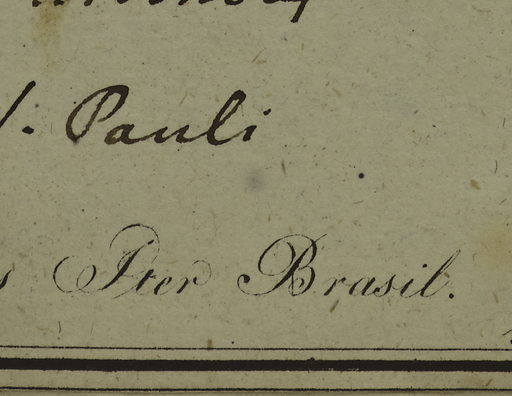 . Pauli
s Iter Brasil.